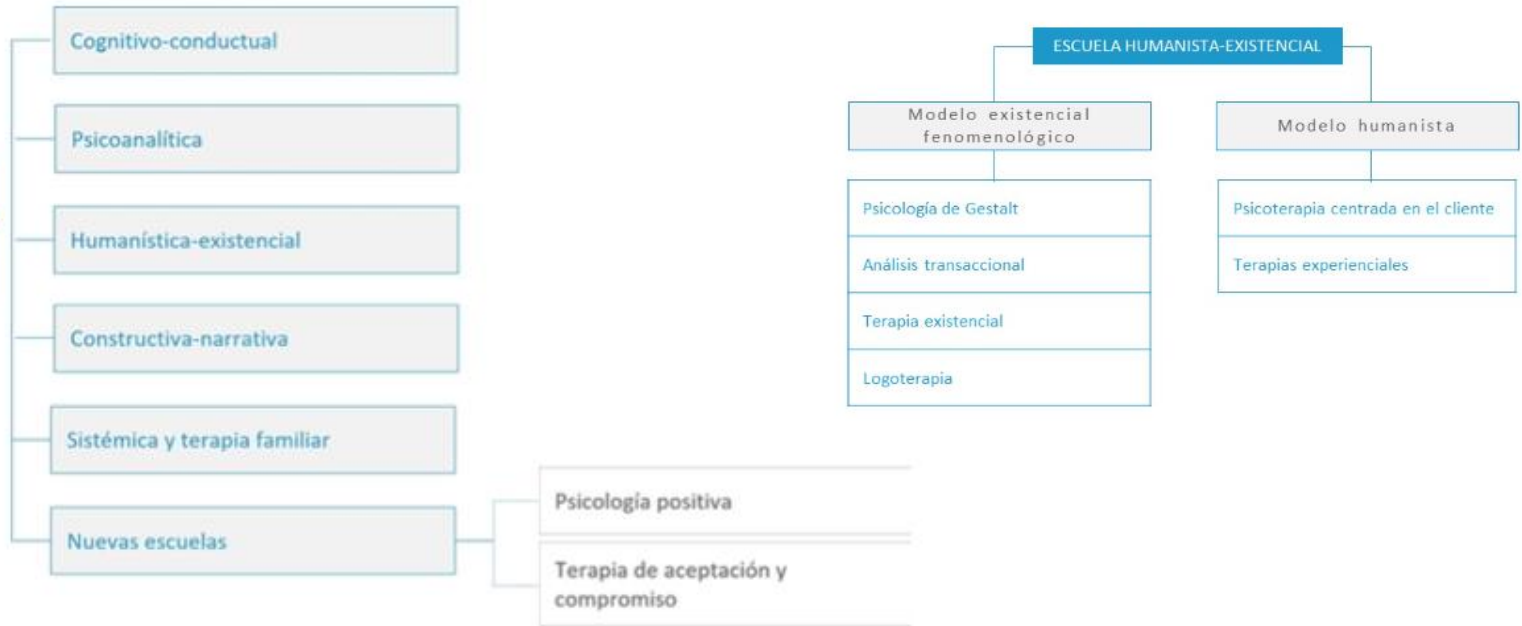 Cognitivo-conductual
Psicoanalítica
Humanística-existencial
Constructiva-narrativa
Sistémica y terapia familiar
Nuevas escuelas
Psicología positiva
Terapia de aceptación y
compromiso
ESCUELA HUMANISTA-EXISTENCIAL
Modelo existencial
fenomenológico
Psicología de Gestalt
Análisis transaccional
Terapia existencial
Logoterapia
Modelo humanista
Psicoterapia centrada en el cliente
Terapias experienciales